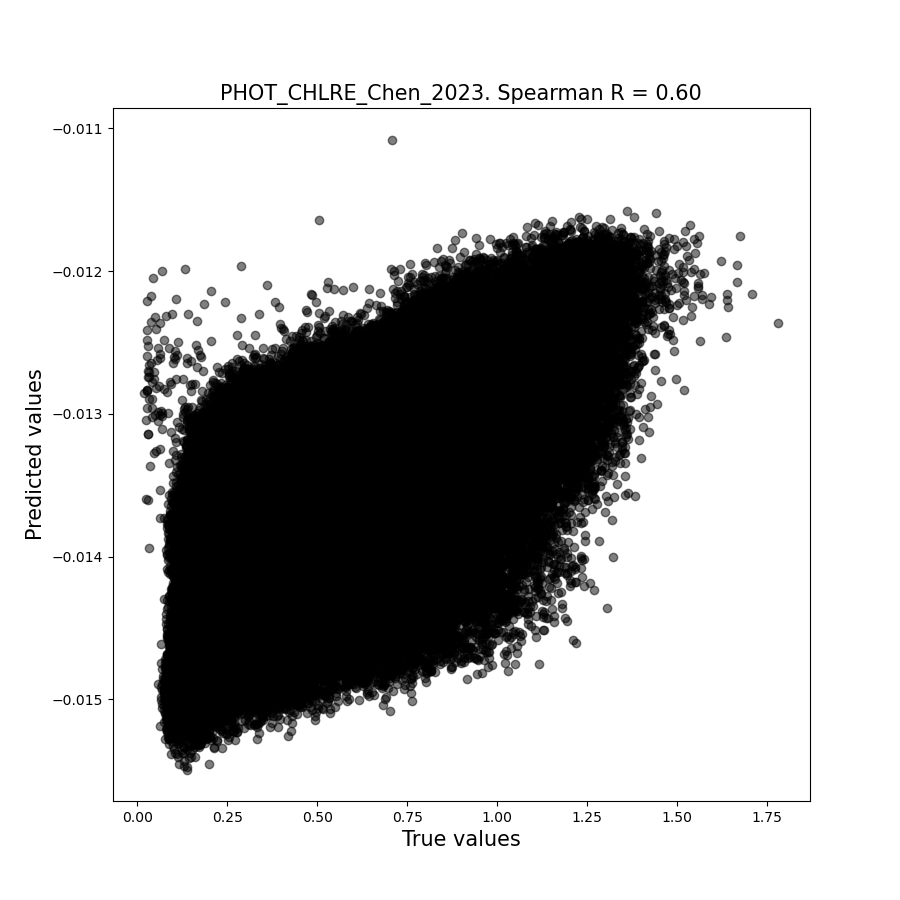 PHOT_CHLRE_Chen_2023. Spearman R = 0.60
−0.011
−0.012
−0.013
−0.014
−0.015
Predicted values
0.00 0.25 0.50 0.75 1.00 1.25 1.50 1.75
True values